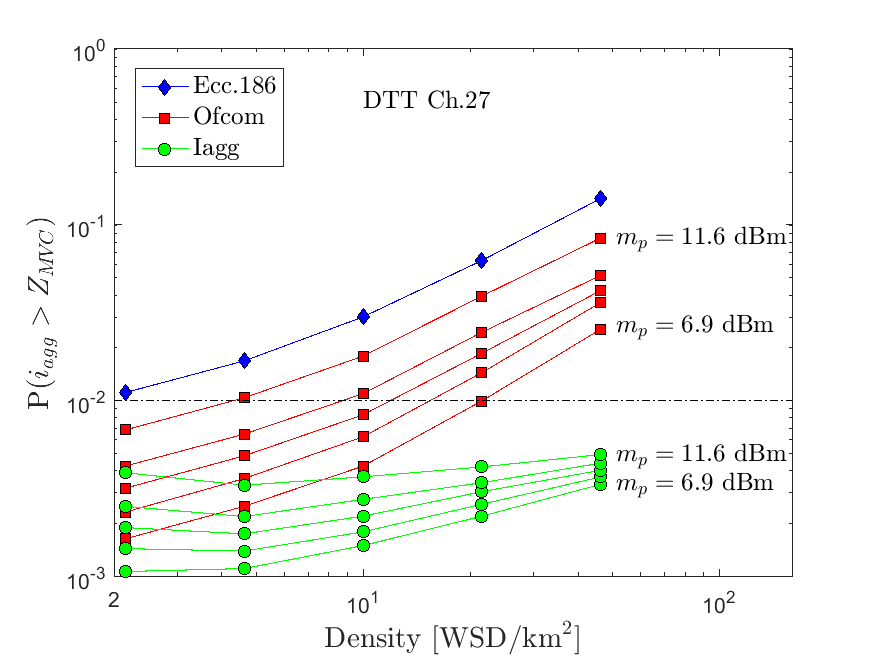 10^0
Ecc.186
Ofcom
Iagg
DTT Ch.27
10^-1
m_p = 11.6 dBm
m_p = 6.9 dBm
10^-2
m_p = 11.6 dBm
m_p = 6.9 dBm
10^-3
2
10^1
10^2
P(i_agg > Z_MVC)
Density [WSD/km^2]